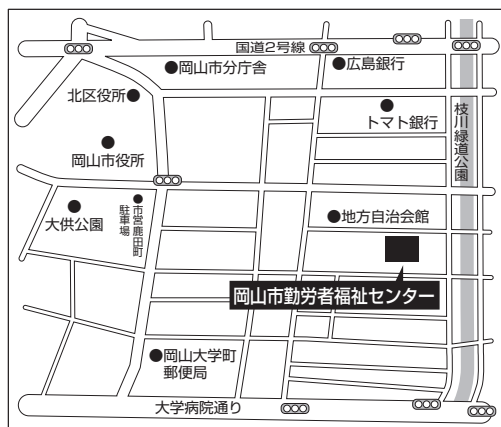 国道2号線
岡山市分庁舎
広島銀行
北区役所
トマト銀行
枝川緑道公園
岡山市役所
大供公園
市営鹿田町
駐車場
地方自治会館
岡山市勤労者福祉センター
岡山大学町
郵便局
大学病院通り